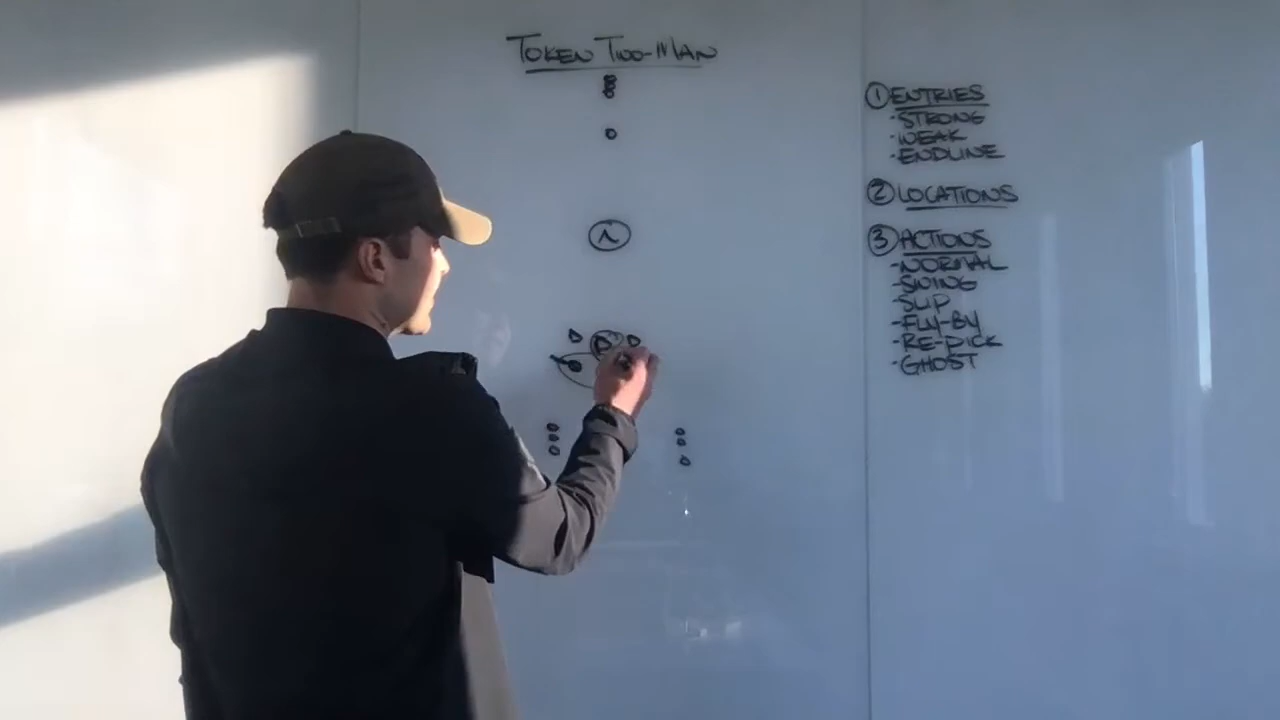 TOKEN TWO-MAN
① ENTRIES
- STRONG
- WEAK
- ENDLINE
② LOCATIONS
③ ACTIONS
- NORMAL
- SWING
- SLIP
- FLY-BY
- RE-PICK
- GHOST